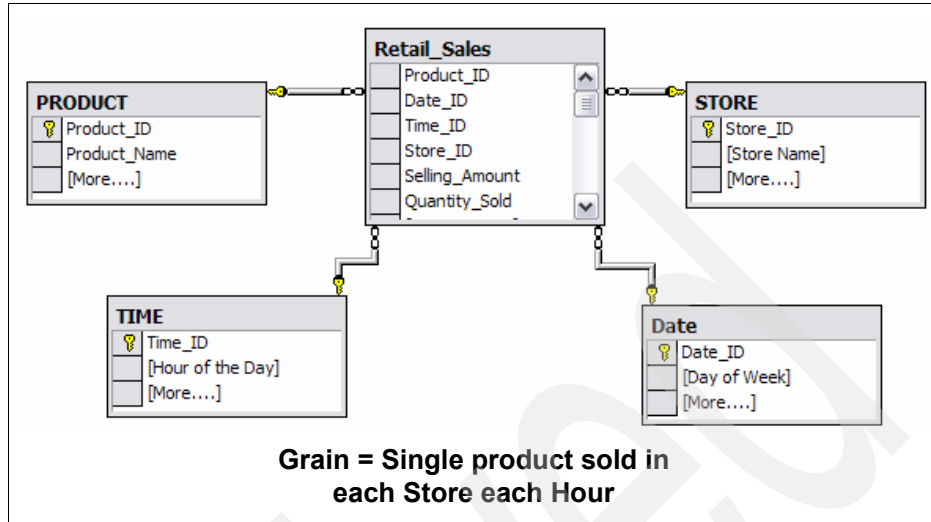 Retail_Sales
Product_ID
Date_ID
Time_ID
Store_ID
Selling_Amount
Quantity_Sold
PRODUCT
Product_ID
Product_Name
[More....]
STORE
Store_ID
[Store Name]
[More....]
TIME
Time_ID
[Hour of the Day]
[More....]
Date
Date_ID
[Day of Week]
[More....]
Grain = Single product sold in
each Store each Hour